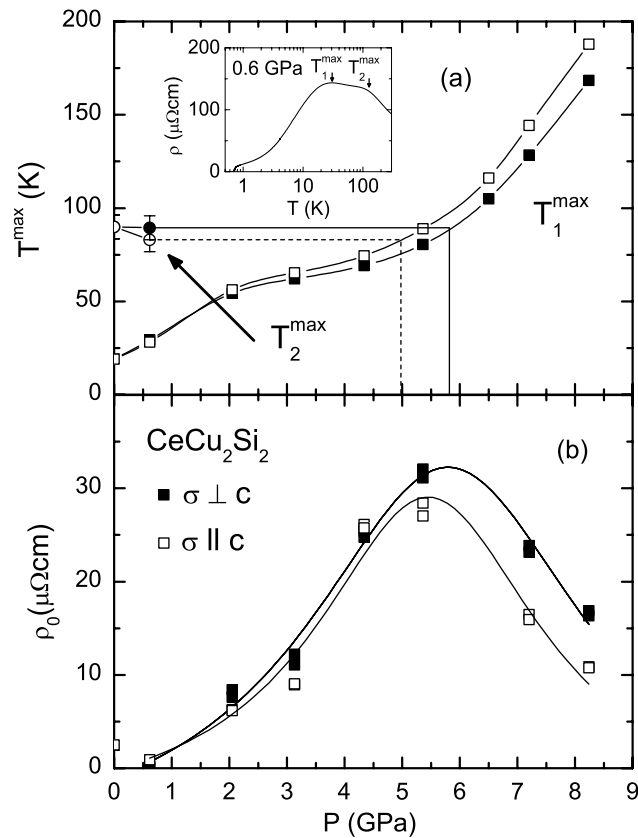 200
150
100
50
0
T^max (K)
(a)
200
100
0
ρ (μΩcm)
0.6 GPa
T₁^max
T₂^max
1
10
100
T (K)
T₁^max
T₂^max
30
20
10
0
ρ₀(μΩcm)
CeCu₂Si₂
(b)
σ ⊥ c
σ || c
0 1 2 3 4 5 6 7 8 9
P (GPa)